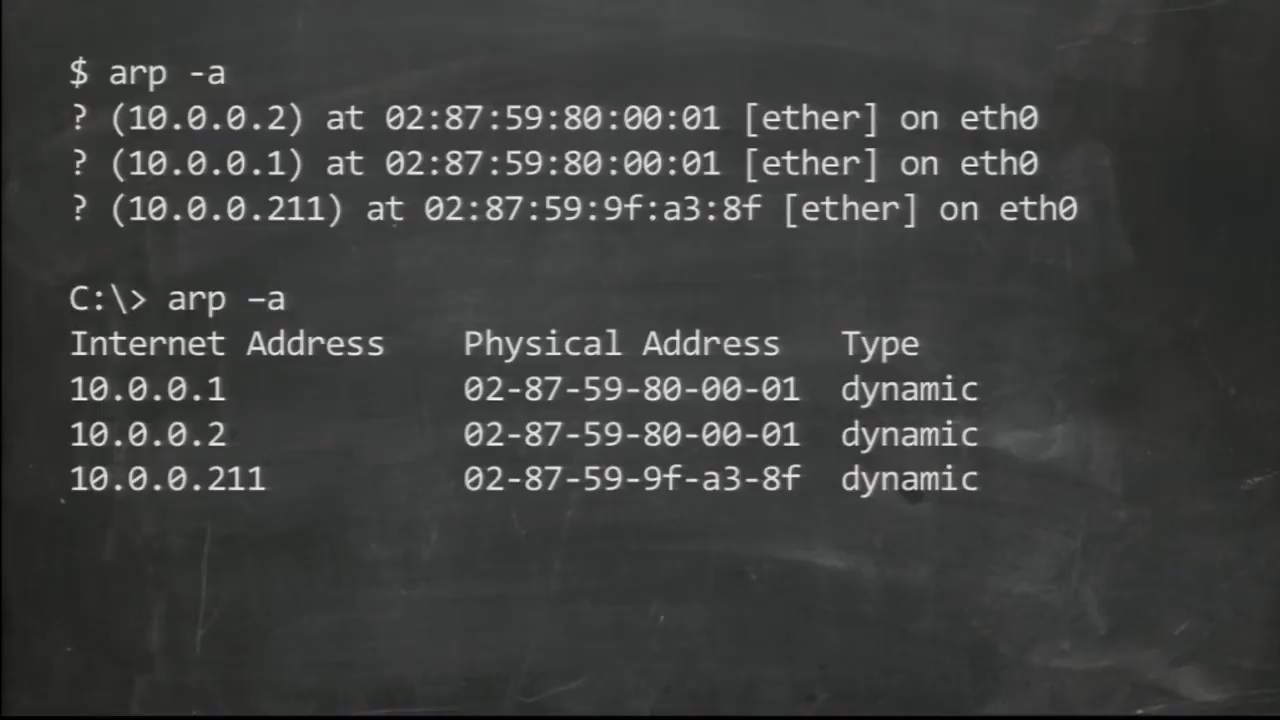 $ arp -a
? (10.0.0.2) at 02:87:59:80:00:01 [ether] on eth0
? (10.0.0.1) at 02:87:59:80:00:01 [ether] on eth0
? (10.0.0.211) at 02:87:59:9f:a3:8f [ether] on eth0
C:\> arp –a
Internet Address    Physical Address   Type
10.0.0.1            02-87-59-80-00-01  dynamic
10.0.0.2            02-87-59-80-00-01  dynamic
10.0.0.211          02-87-59-9f-a3-8f  dynamic